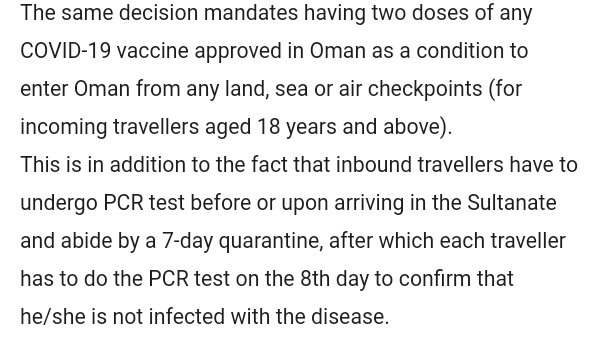 The same decision mandates having two doses of any
COVID-19 vaccine approved in Oman as a condition to
enter Oman from any land, sea or air checkpoints (for
incoming travellers aged 18 years and above).
This is in addition to the fact that inbound travellers have to
undergo PCR test before or upon arriving in the Sultanate
and abide by a 7-day quarantine, after which each traveller
has to do the PCR test on the 8th day to confirm that
he/she is not infected with the disease.